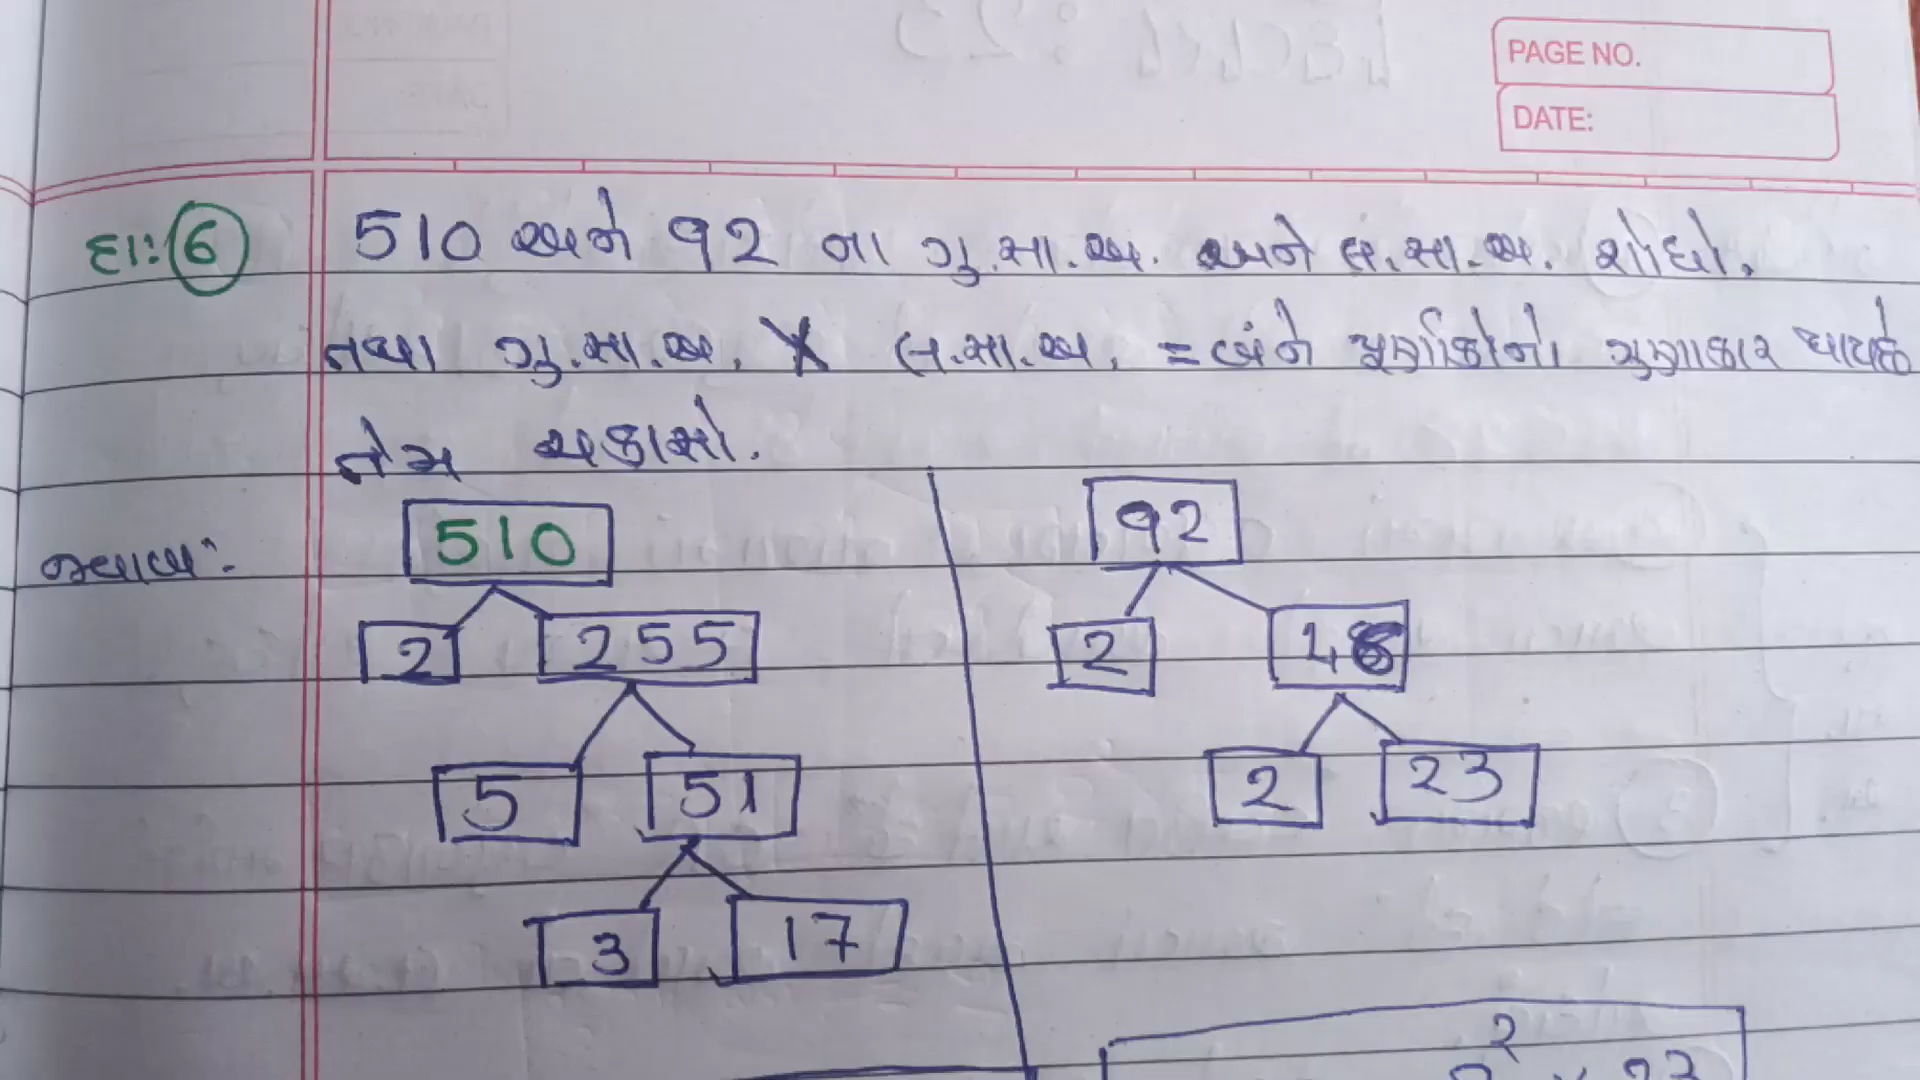 PAGE NO.
DATE:
દા: 6 510 અને 92 ના ગુ.સા.અ. અને લ.સા.અ. શોધો.
તથા ગુ.સા.અ. X લ.સા.અ. = બંને પૂર્ણાંકોનો ગુણાકાર થાય છે
તેમ ચકાસો.
જવાબ:
510 92
2 255 2 46
5 51 2 23
3 17